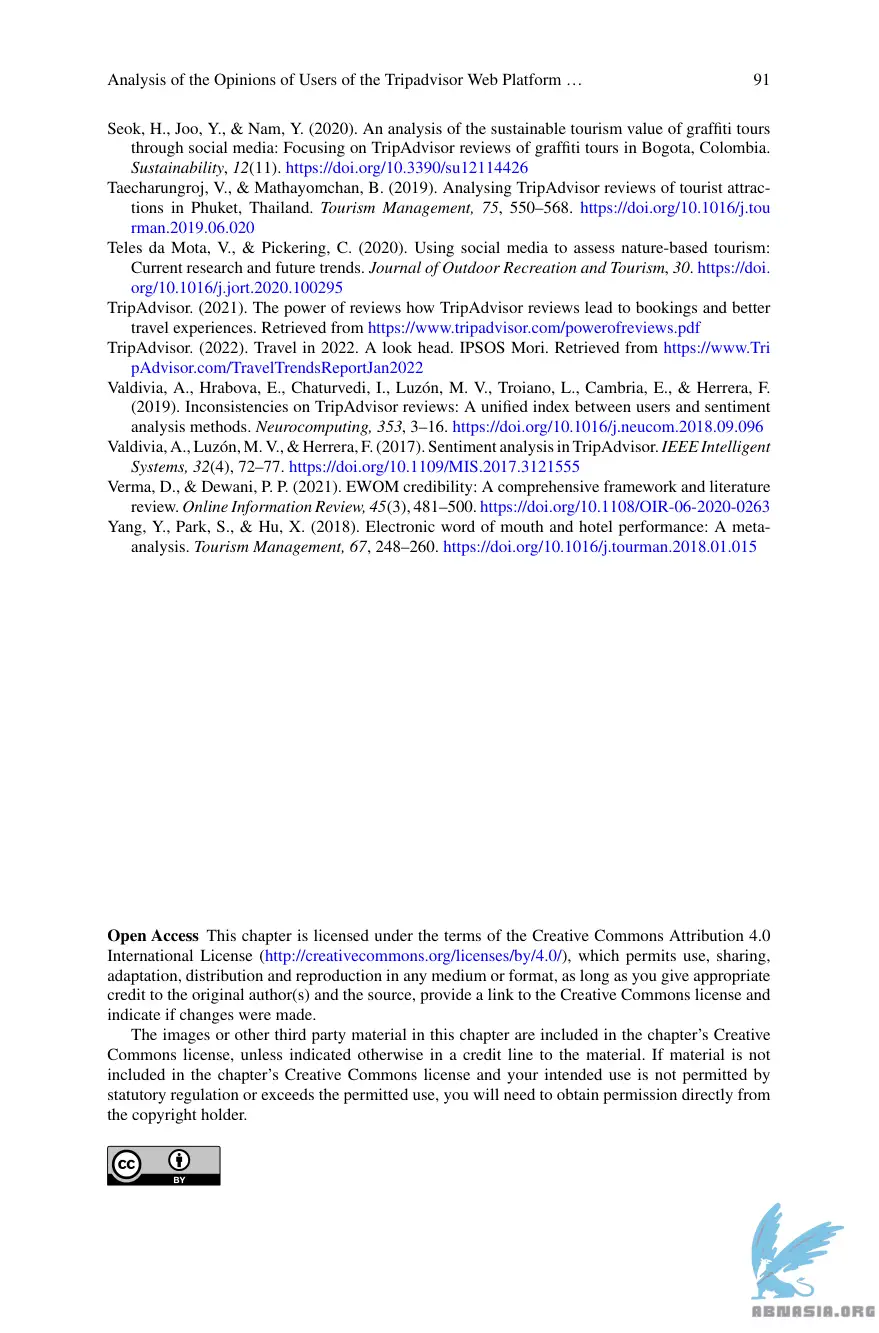 Analysis of the Opinions of Users of the Tripadvisor Web Platform … 91
Seok, H., Joo, Y., & Nam, Y. (2020). An analysis of the sustainable tourism value of graffiti tours
through social media: Focusing on TripAdvisor reviews of graffiti tours in Bogota, Colombia.
Sustainability, 12(11). https://doi.org/10.3390/su12114426
Taecharungroj, V., & Mathayomchan, B. (2019). Analysing TripAdvisor reviews of tourist attrac-
tions in Phuket, Thailand. Tourism Management, 75, 550–568. https://doi.org/10.1016/j.tou
rman.2019.06.020
Teles da Mota, V., & Pickering, C. (2020). Using social media to assess nature-based tourism:
Current research and future trends. Journal of Outdoor Recreation and Tourism, 30. https://doi.
org/10.1016/j.jort.2020.100295
TripAdvisor. (2021). The power of reviews how TripAdvisor reviews lead to bookings and better
travel experiences. Retrieved from https://www.tripadvisor.com/powerofreviews.pdf
TripAdvisor. (2022). Travel in 2022. A look head. IPSOS Mori. Retrieved from https://www.Tri
pAdvisor.com/TravelTrendsReportJan2022
Valdivia, A., Hrabova, E., Chaturvedi, I., Luzón, M. V., Troiano, L., Cambria, E., & Herrera, F.
(2019). Inconsistencies on TripAdvisor reviews: A unified index between users and sentiment
analysis methods. Neurocomputing, 353, 3–16. https://doi.org/10.1016/j.neucom.2018.09.096
Valdivia, A., Luzón, M. V., & Herrera, F. (2017). Sentiment analysis in TripAdvisor. IEEE Intelligent
Systems, 32(4), 72–77. https://doi.org/10.1109/MIS.2017.3121555
Verma, D., & Dewani, P. P. (2021). EWOM credibility: A comprehensive framework and literature
review. Online Information Review, 45(3), 481–500. https://doi.org/10.1108/OIR-06-2020-0263
Yang, Y., Park, S., & Hu, X. (2018). Electronic word of mouth and hotel performance: A meta-
analysis. Tourism Management, 67, 248–260. https://doi.org/10.1016/j.tourman.2018.01.015
Open Access This chapter is licensed under the terms of the Creative Commons Attribution 4.0
International License (http://creativecommons.org/licenses/by/4.0/), which permits use, sharing,
adaptation, distribution and reproduction in any medium or format, as long as you give appropriate
credit to the original author(s) and the source, provide a link to the Creative Commons license and
indicate if changes were made.
The images or other third party material in this chapter are included in the chapter's Creative
Commons license, unless indicated otherwise in a credit line to the material. If material is not
included in the chapter's Creative Commons license and your intended use is not permitted by
statutory regulation or exceeds the permitted use, you will need to obtain permission directly from
the copyright holder.
cc
BY
ABNASIA.ORG